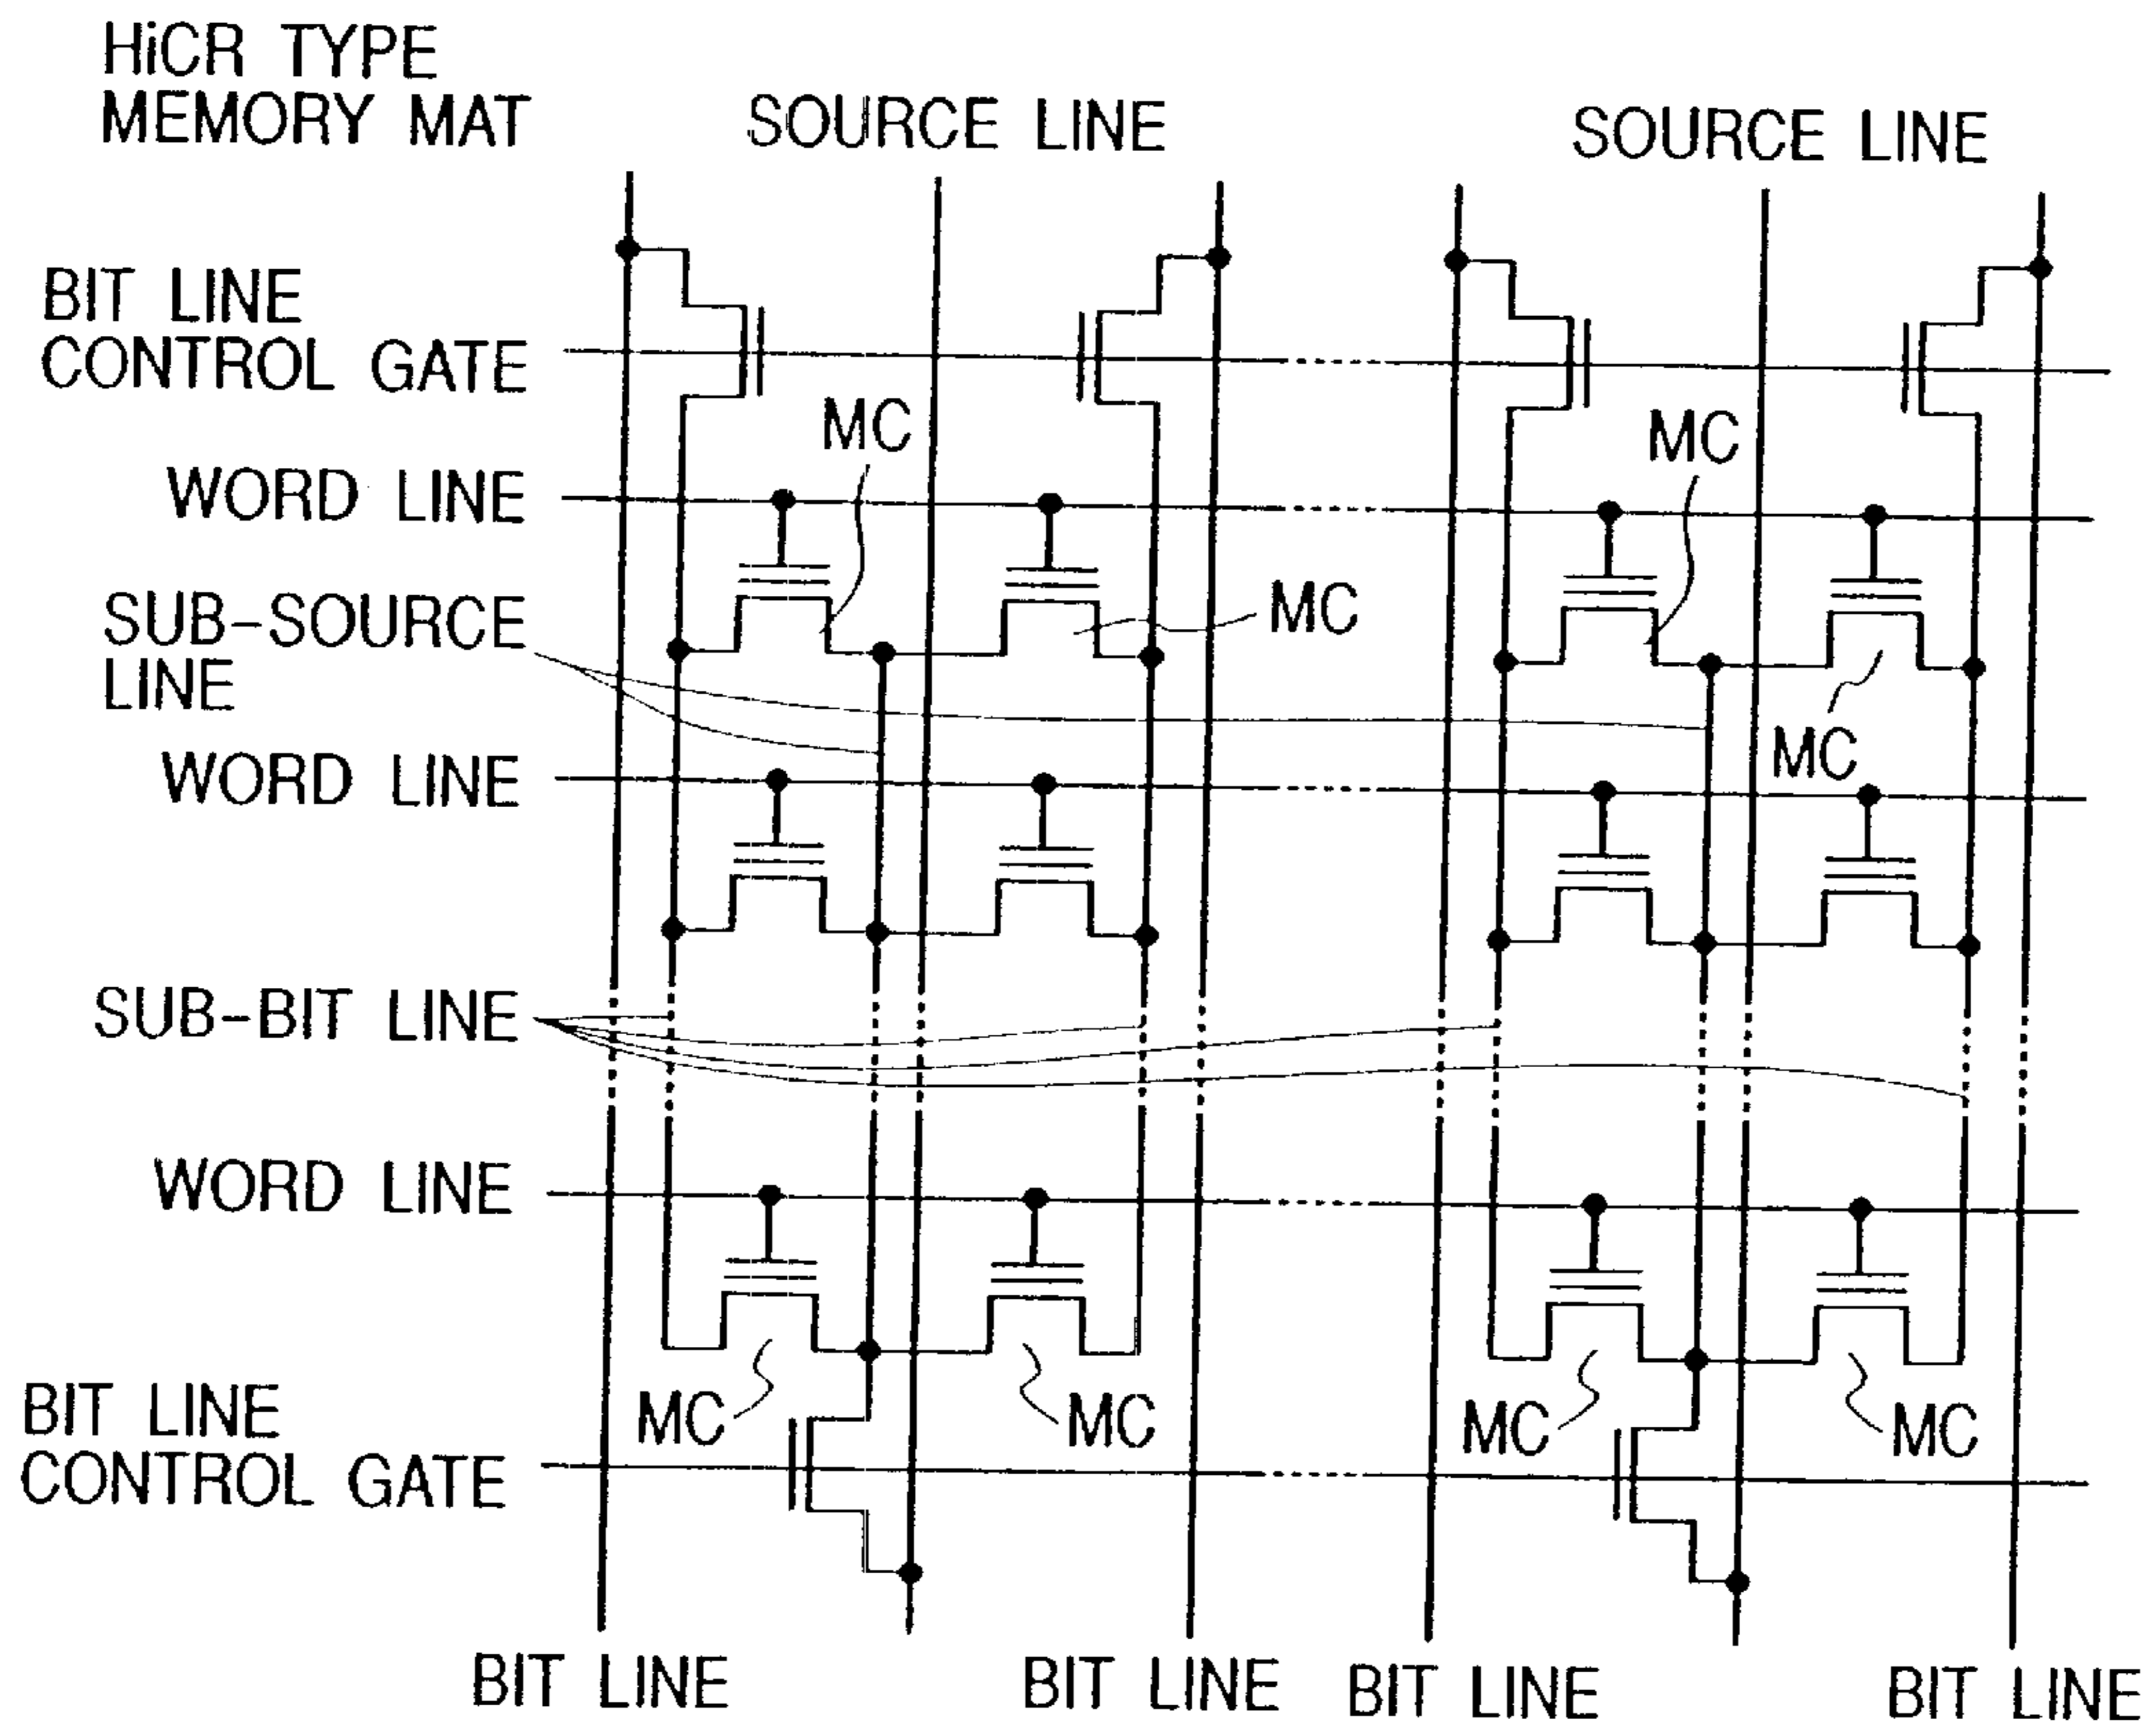 HiCR TYPE
MEMORY MAT
SOURCE LINE
SOURCE LINE
BIT LINE
CONTROL GATE
MC
MC
WORD LINE
SUB-SOURCE
LINE
MC
MC
WORD LINE
SUB-BIT LINE
WORD LINE
BIT LINE
CONTROL GATE
MC
MC
MC
MC
BIT LINE
BIT LINE
BIT LINE
BIT LINE